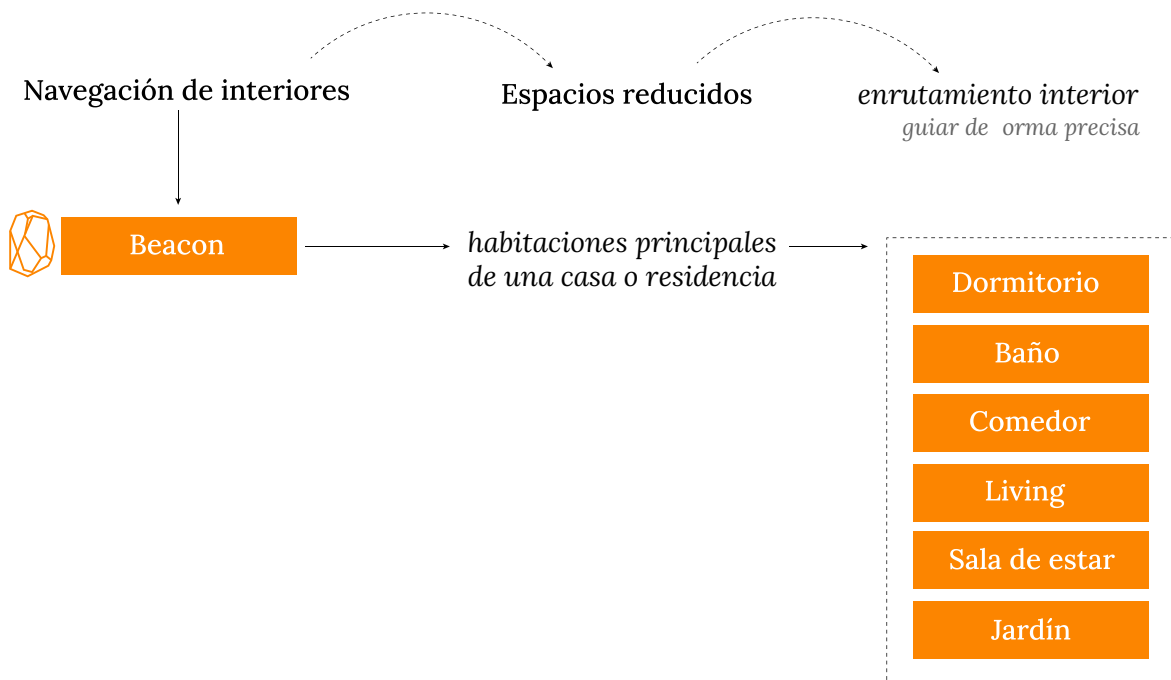 Navegación de interiores
Espacios reducidos
enrutamiento interior
guiar de  orma precisa
Beacon
habitaciones principales
de una casa o residencia
Dormitorio
Baño
Comedor
Living
Sala de estar
Jardín